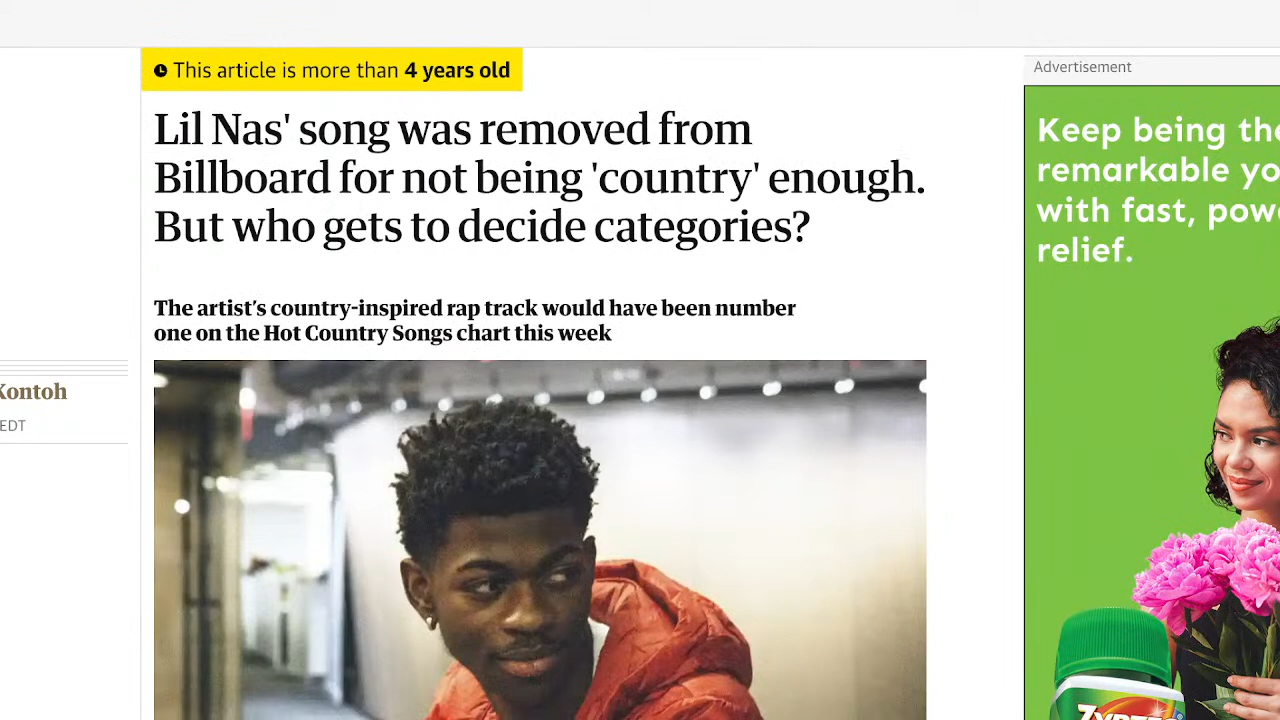 This article is more than 4 years old
Lil Nas' song was removed from
Billboard for not being 'country' enough.
But who gets to decide categories?
The artist's country-inspired rap track would have been number
one on the Hot Country Songs chart this week
Kontoh
EDT
Advertisement
Keep being the
remarkable yo
with fast, pow
relief.